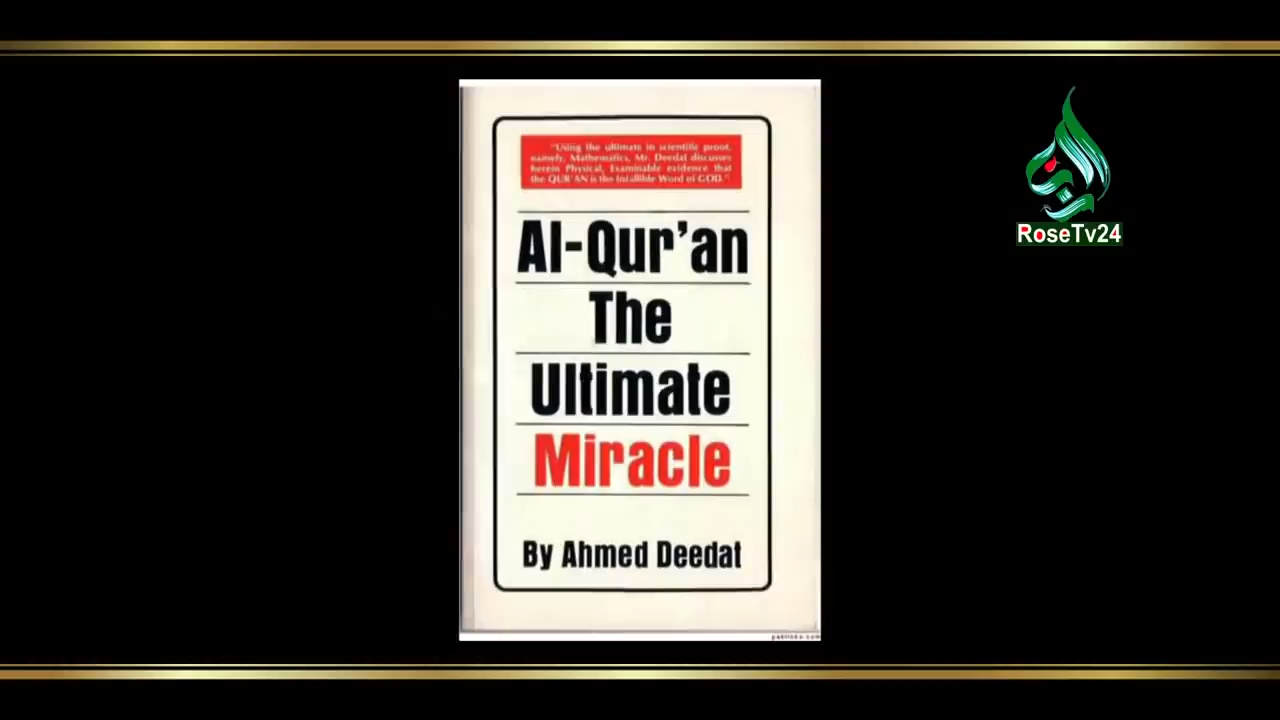 "Using the ultimate in scientific proof,
namely, Mathematics, Mr. Deedat discusses
herein Physical, Examinable evidence that
the QUR'AN is the Infallible Word of GOD."
Al-Qur'an
The
Ultimate
Miracle
By Ahmed Deedat
RoseTv24